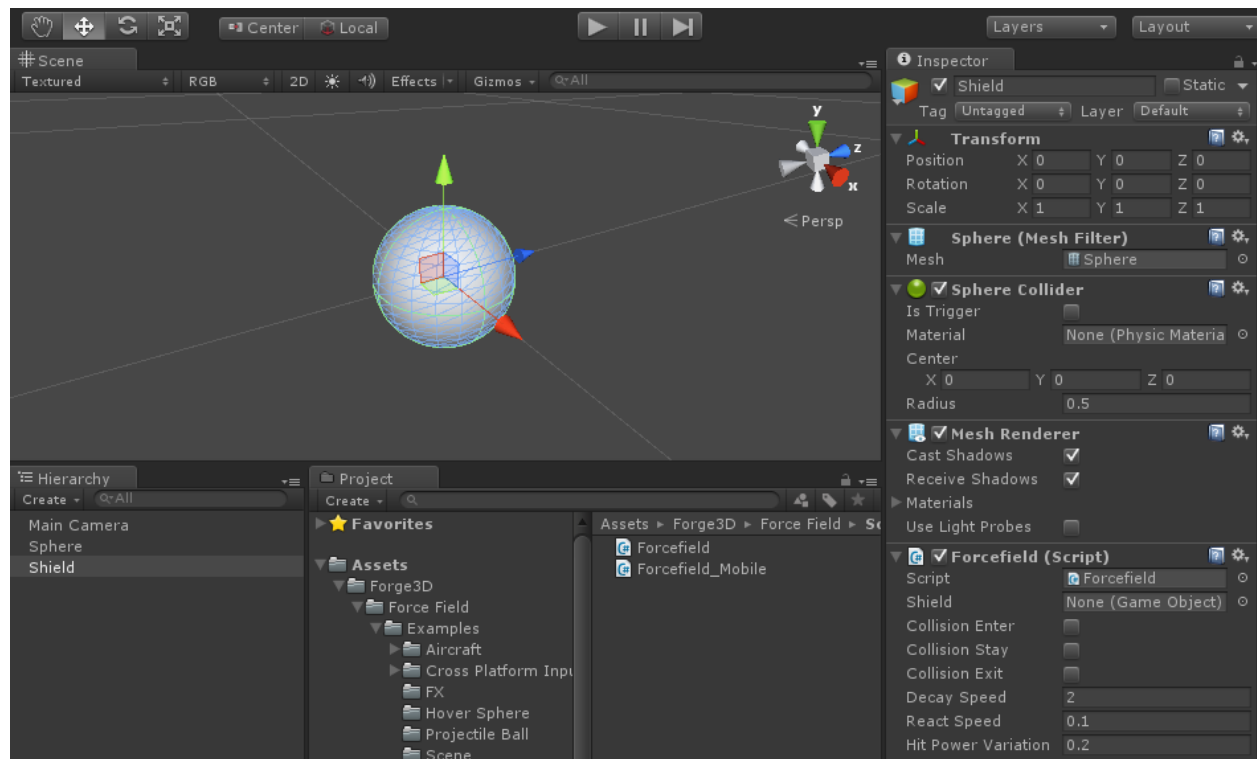 Center Local Layers Layout
Scene
Textured RGB 2D Effects Gizmos All
y
z
x
Persp
Hierarchy
Create All
Main Camera
Sphere
Shield
Project
Create
Favorites
Assets
Forge3D
Force Field
Examples
Aircraft
Cross Platform Inpu
FX
Hover Sphere
Projectile Ball
Scene
Assets Forge3D Force Field Sc
Forcefield
Forcefield_Mobile
Inspector
Shield Static
Tag Untagged Layer Default
Transform
Position X 0 Y 0 Z 0
Rotation X 0 Y 0 Z 0
Scale X 1 Y 1 Z 1
Sphere (Mesh Filter)
Mesh Sphere
Sphere Collider
Is Trigger
Material None (Physic Materia
Center
X 0 Y 0 Z 0
Radius 0.5
Mesh Renderer
Cast Shadows
Receive Shadows
Materials
Use Light Probes
Forcefield (Script)
Script Forcefield
Shield None (Game Object)
Collision Enter
Collision Stay
Collision Exit
Decay Speed 2
React Speed 0.1
Hit Power Variation 0.2